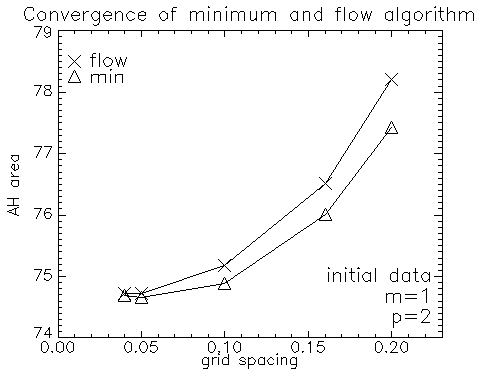 Convergence of minimum and flow algorithm
79
flow
min
78
77
76
75
74
AH area
initial data
m=1
p=2
0.00 0.05 0.10 0.15 0.20
grid spacing